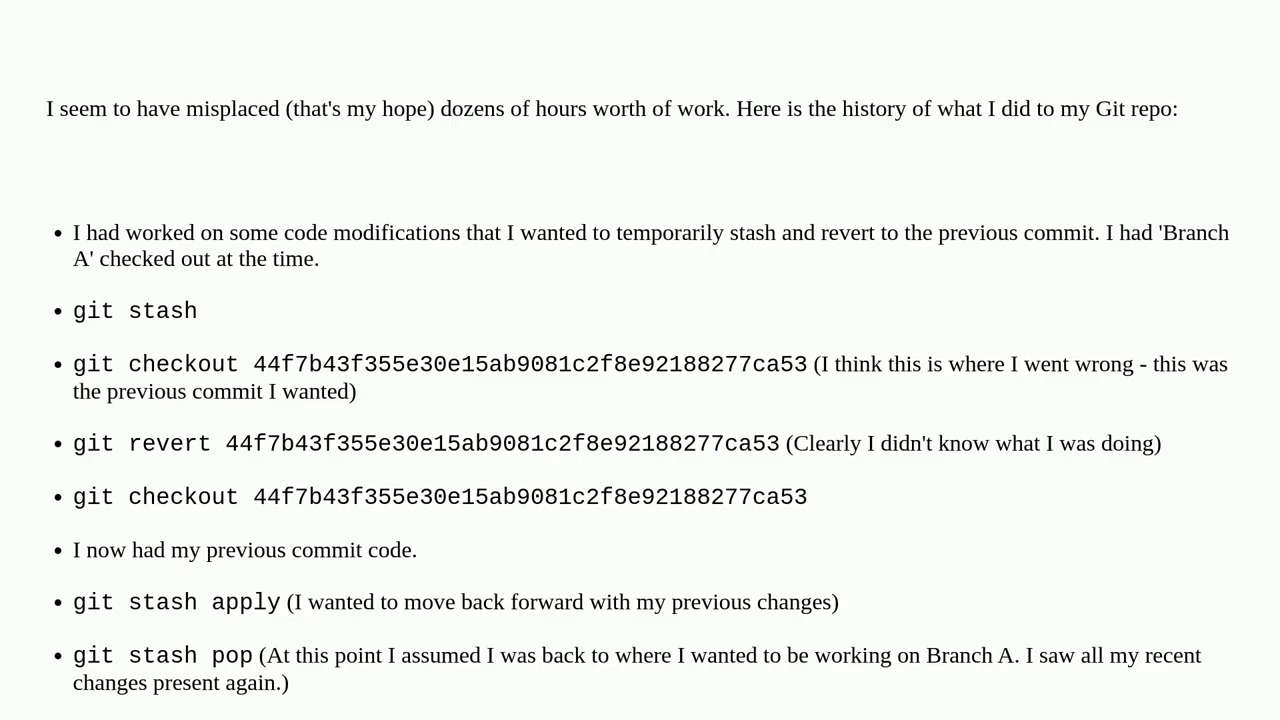 I seem to have misplaced (that's my hope) dozens of hours worth of work. Here is the history of what I did to my Git repo:
• I had worked on some code modifications that I wanted to temporarily stash and revert to the previous commit. I had 'Branch
A' checked out at the time.
• git stash
• git checkout 44f7b43f355e30e15ab9081c2f8e92188277ca53 (I think this is where I went wrong - this was
the previous commit I wanted)
• git revert 44f7b43f355e30e15ab9081c2f8e92188277ca53 (Clearly I didn't know what I was doing)
• git checkout 44f7b43f355e30e15ab9081c2f8e92188277ca53
• I now had my previous commit code.
• git stash apply (I wanted to move back forward with my previous changes)
• git stash pop (At this point I assumed I was back to where I wanted to be working on Branch A. I saw all my recent
changes present again.)